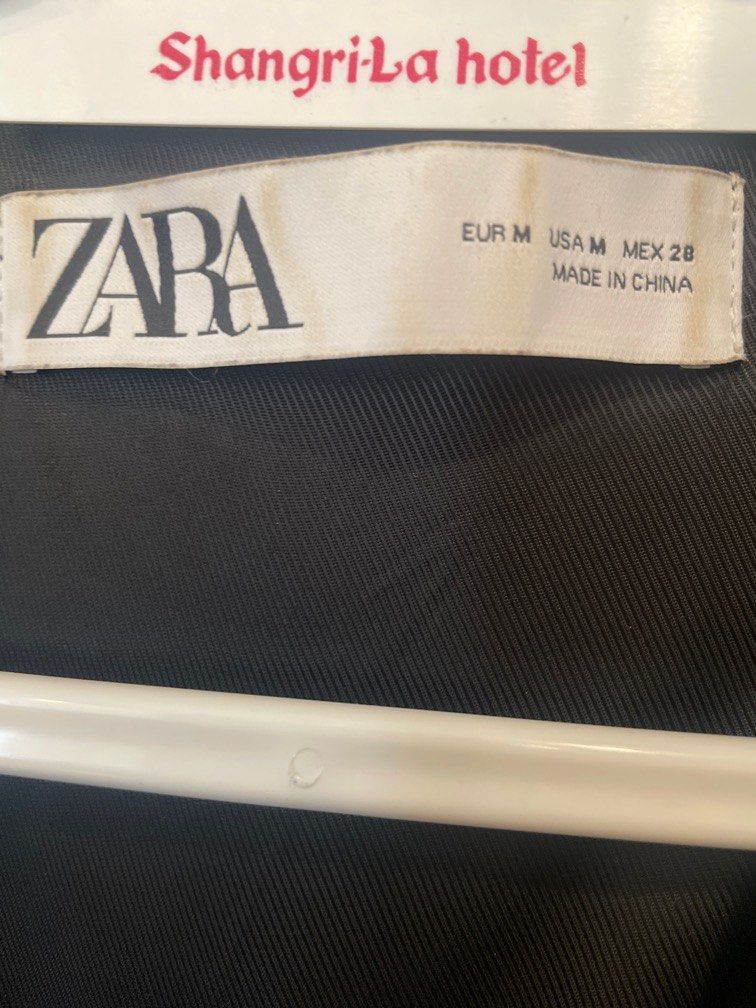 Shangri-La hotel
ZARA
EUR M USA M MEX 28
MADE IN CHINA